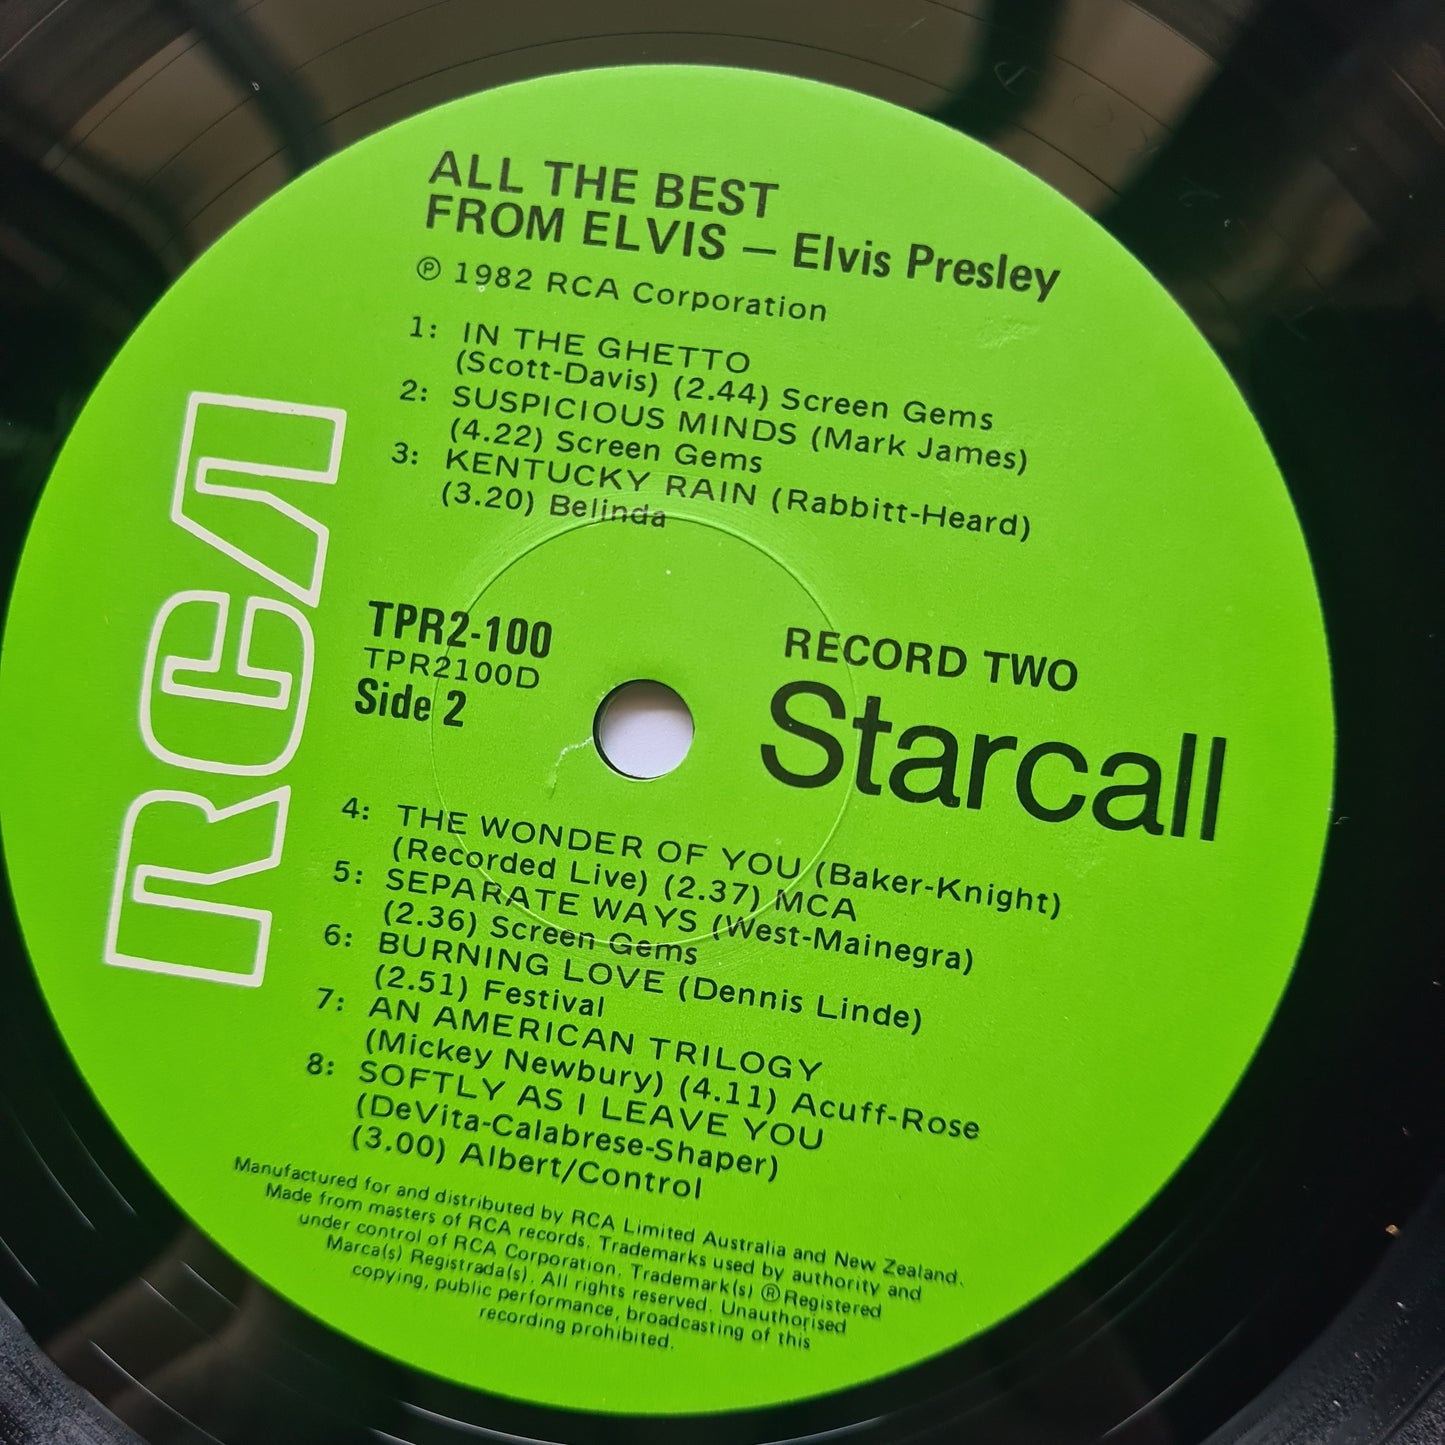 ALL THE BEST
FROM ELVIS — Elvis Presley
℗ 1982 RCA Corporation
1: IN THE GHETTO
(Scott-Davis) (2.44) Screen Gems
2: SUSPICIOUS MINDS (Mark James)
(4.22) Screen Gems
3: KENTUCKY RAIN (Rabbitt-Heard)
(3.20) Belinda
RCA
TPR2-100
TPR2100D
Side 2
RECORD TWO
Starcall
4: THE WONDER OF YOU (Baker-Knight)
(Recorded Live) (2.37) MCA
5: SEPARATE WAYS (West-Mainegra)
(2.36) Screen Gems
6: BURNING LOVE (Dennis Linde)
(2.51) Festival
7: AN AMERICAN TRILOGY
(Mickey Newbury) (4.11) Acuff-Rose
8: SOFTLY AS I LEAVE YOU
(DeVita-Calabrese-Shaper)
(3.00) Albert/Control
Manufactured for and distributed by RCA Limited Australia and New Zealand.
Made from masters of RCA records. Trademarks used by authority and
under control of RCA Corporation. Trademark(s) ® Registered
Marca(s) Registrada(s). All rights reserved. Unauthorised
copying, public performance, broadcasting of this
recording prohibited.